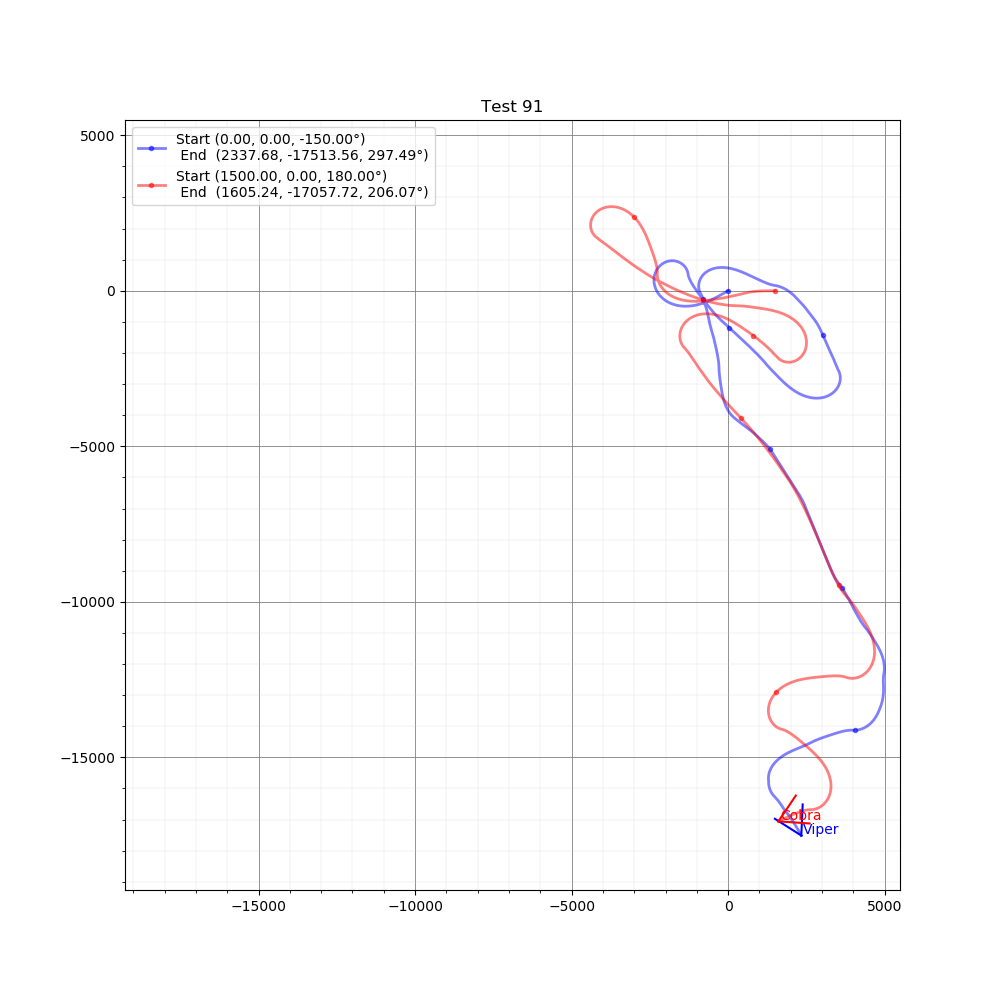 Test 91
Start (0.00, 0.00, -150.00°)
End (2337.68, -17513.56, 297.49°)
Start (1500.00, 0.00, 180.00°)
End (1605.24, -17057.72, 206.07°)
5000
0
−5000
−10000
−15000
Cobra
Viper
−15000
−10000
−5000
0
5000